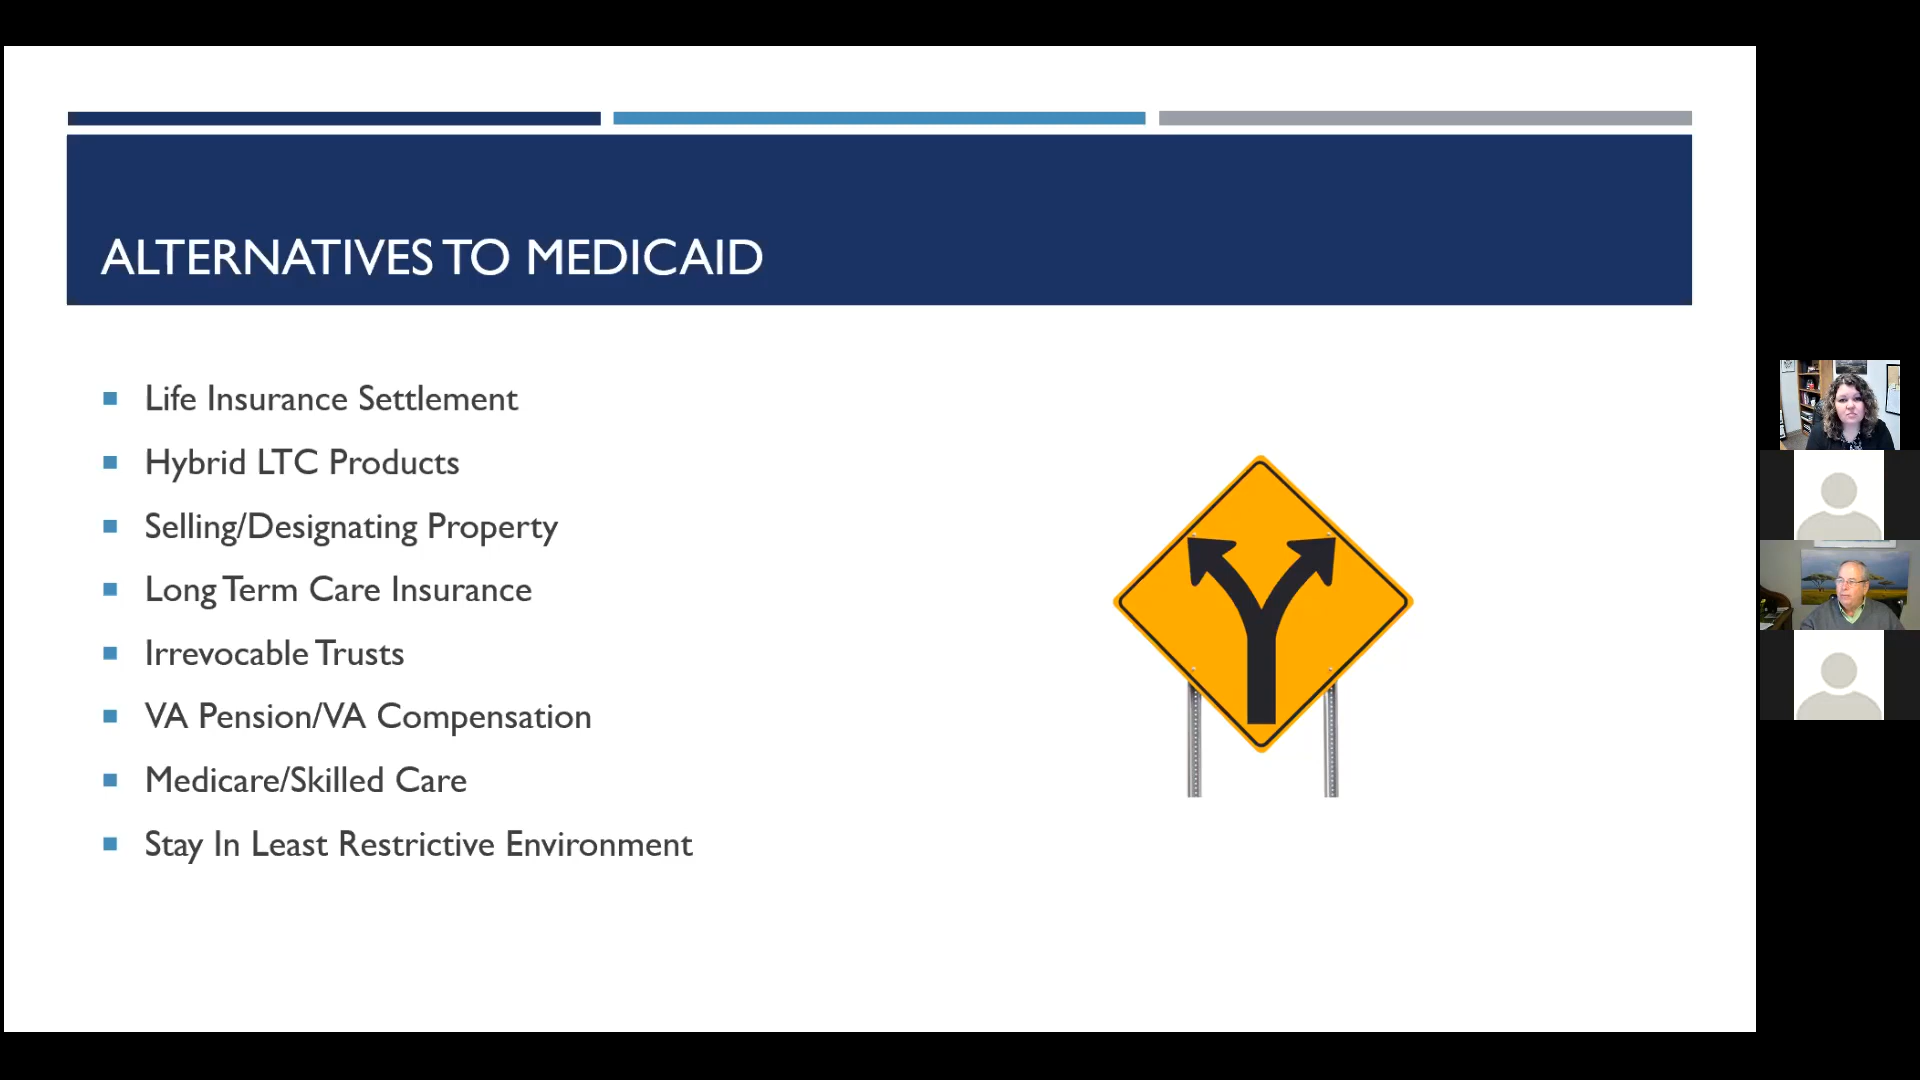 ALTERNATIVES TO MEDICAID
Life Insurance Settlement
Hybrid LTC Products
Selling/Designating Property
Long Term Care Insurance
Irrevocable Trusts
VA Pension/VA Compensation
Medicare/Skilled Care
Stay In Least Restrictive Environment